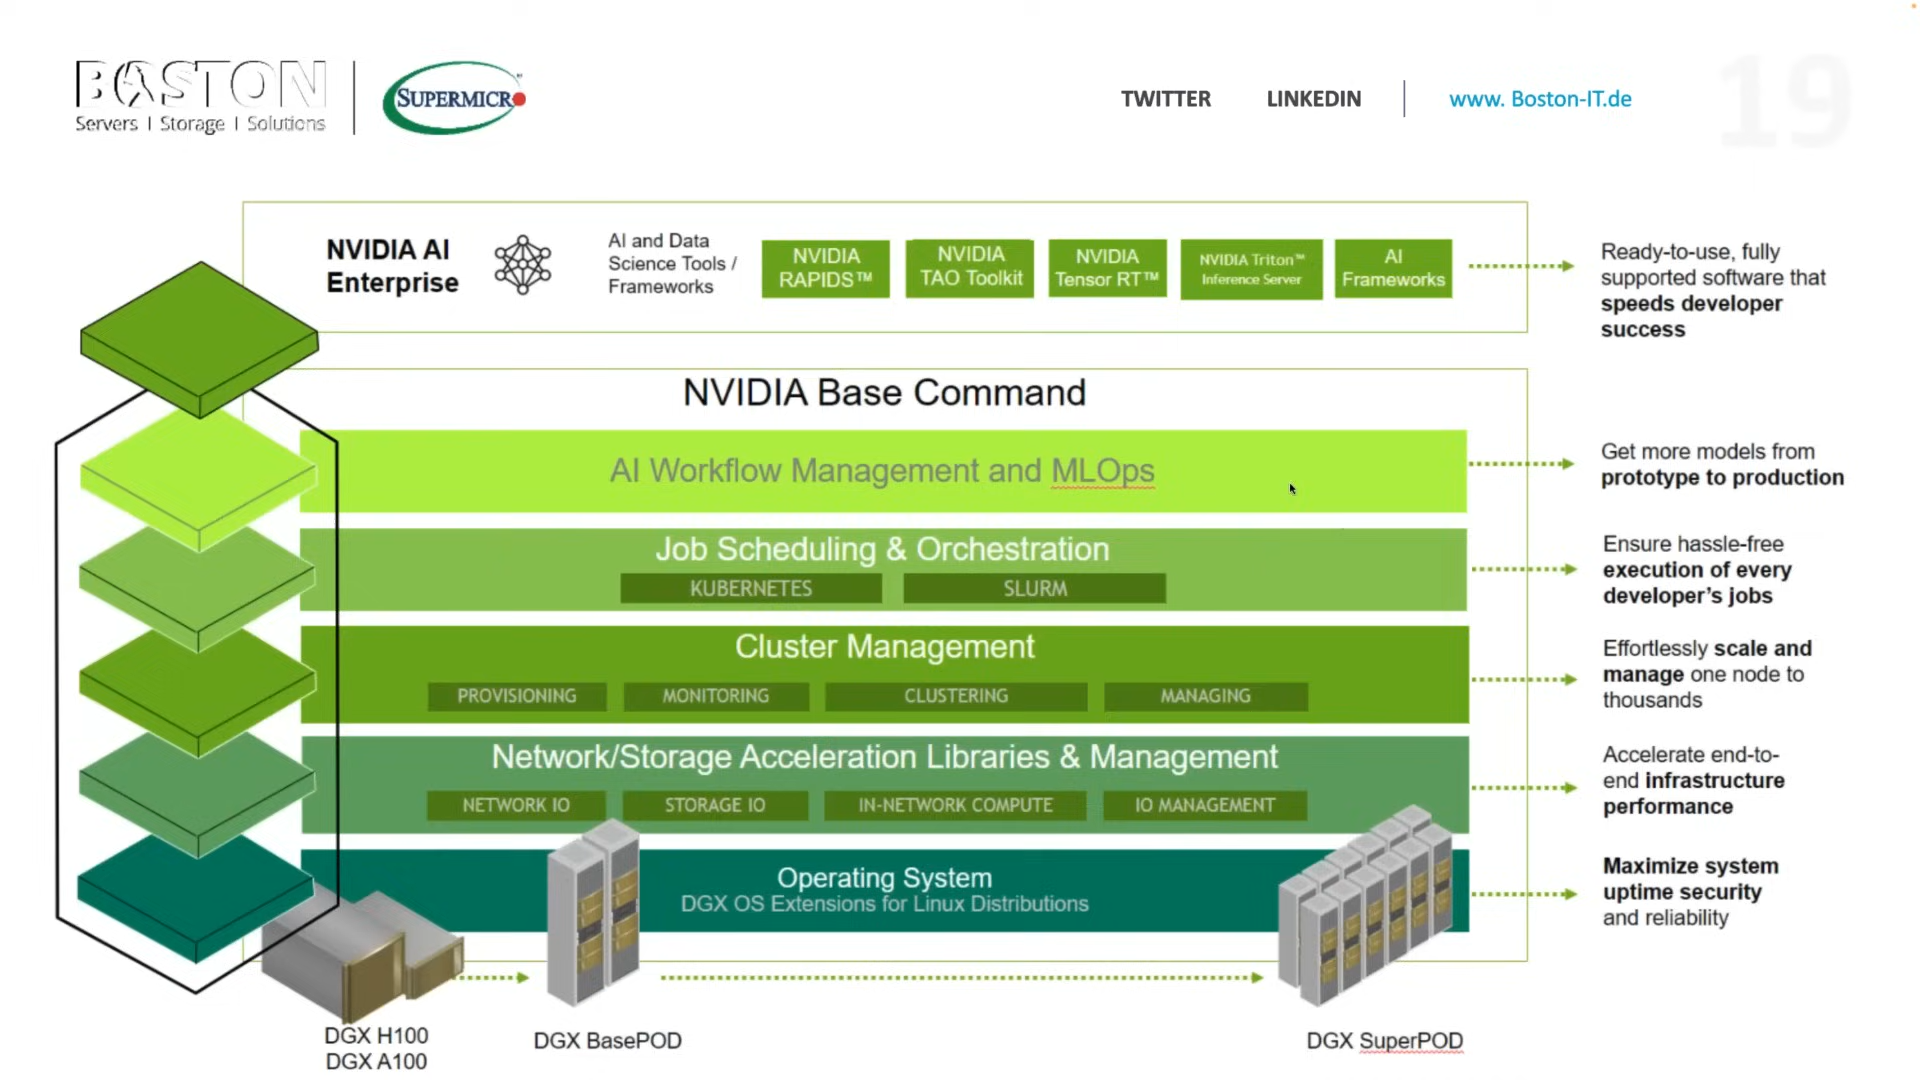 BOSTON
Servers | Storage | Solutions
SUPERMICRO
TWITTER
LINKEDIN
www. Boston-IT.de
19
NVIDIA AI
Enterprise
AI and Data
Science Tools /
Frameworks
NVIDIA
RAPIDS™
NVIDIA
TAO Toolkit
NVIDIA
Tensor RT™
NVIDIA Triton™
Inference Server
AI
Frameworks
Ready-to-use, fully
supported software that
speeds developer
success
NVIDIA Base Command
AI Workflow Management and MLOps
Get more models from
prototype to production
Job Scheduling & Orchestration
KUBERNETES
SLURM
Ensure hassle-free
execution of every
developer’s jobs
Cluster Management
PROVISIONING
MONITORING
CLUSTERING
MANAGING
Effortlessly scale and
manage one node to
thousands
Network/Storage Acceleration Libraries & Management
NETWORK IO
STORAGE IO
IN-NETWORK COMPUTE
IO MANAGEMENT
Accelerate end-to-
end infrastructure
performance
Operating System
DGX OS Extensions for Linux Distributions
Maximize system
uptime security
and reliability
DGX H100
DGX A100
DGX BasePOD
DGX SuperPOD